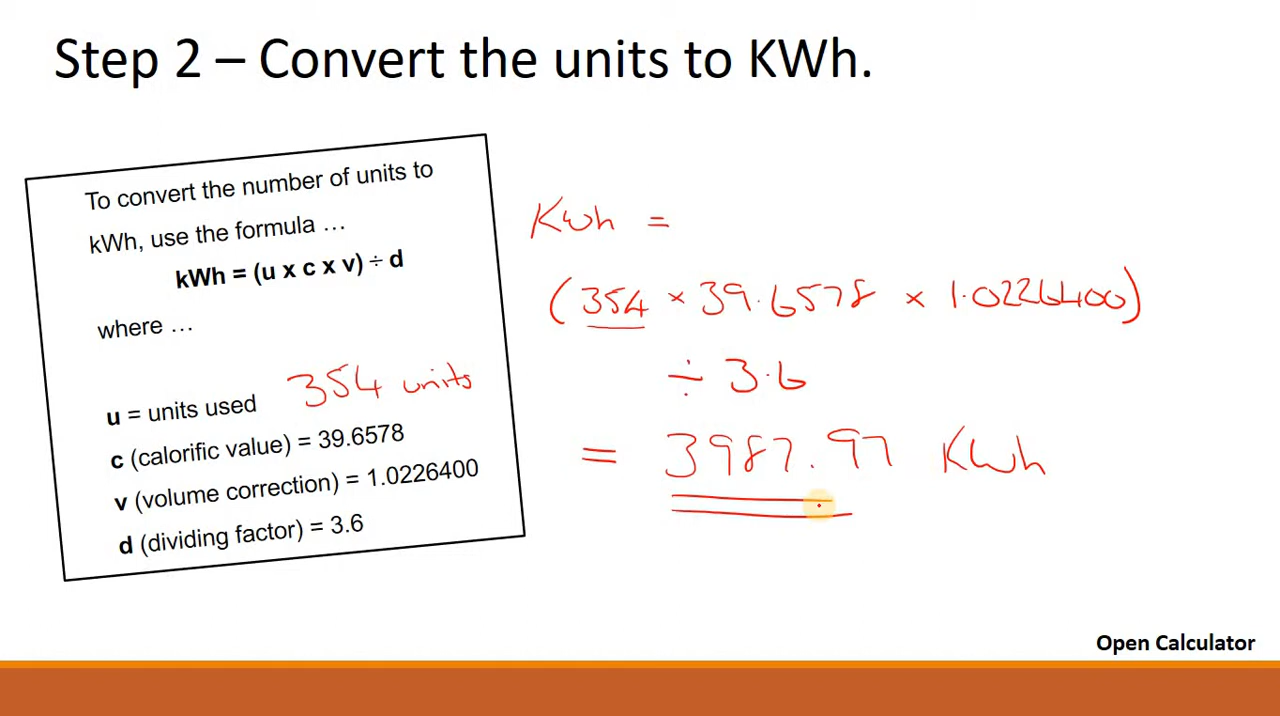 Step 2 – Convert the units to KWh.
To convert the number of units to
kWh, use the formula …
kWh = (u x c x v) ÷ d
where …
u = units used 354 units
c (calorific value) = 39.6578
v (volume correction) = 1.0226400
d (dividing factor) = 3.6
Kwh =
(354 × 39.6578 × 1.0226400)
÷ 3.6
= 3987.97 KWh
Open Calculator